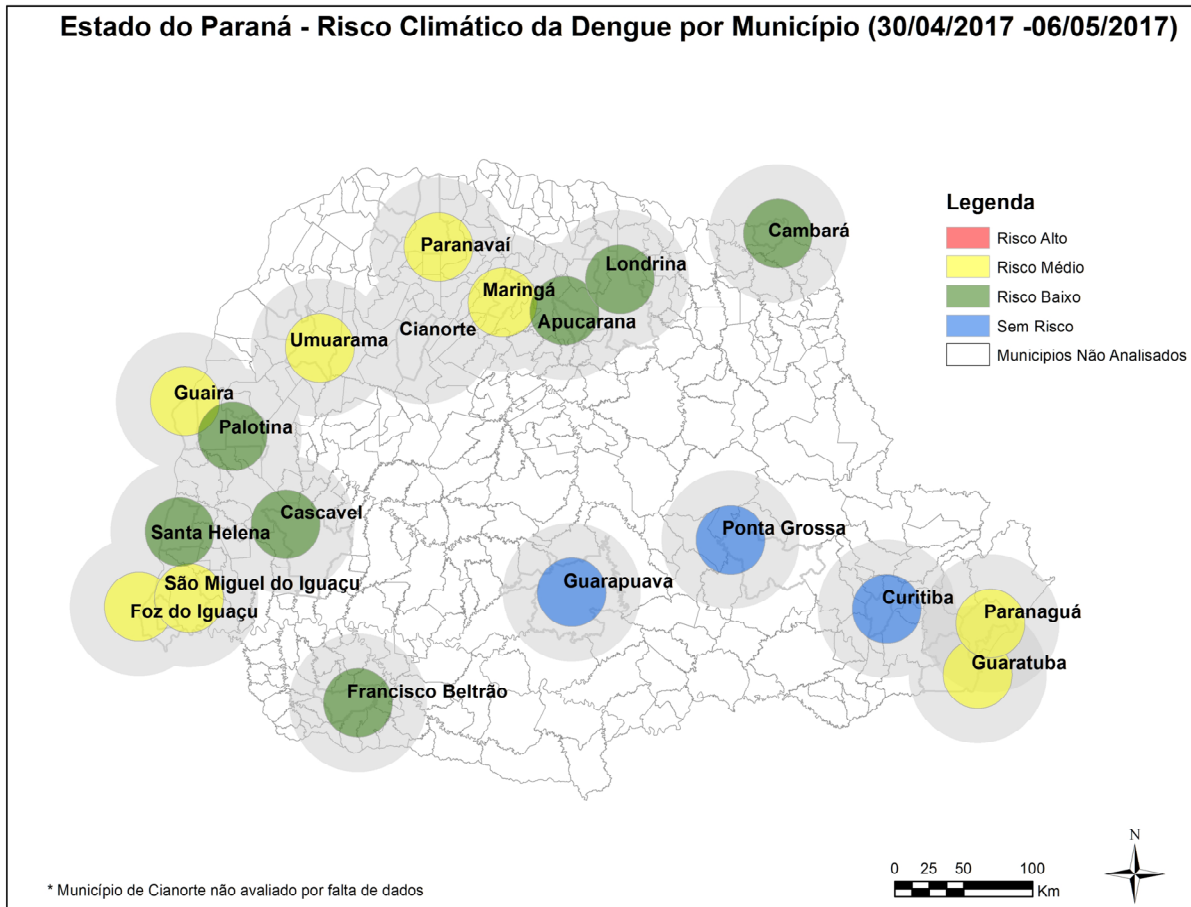 Estado do Paraná - Risco Climático da Dengue por Município (30/04/2017 -06/05/2017)
Cambará
Paranavaí
Londrina
Maringá
Apucarana
Cianorte
Umuarama
Guaira
Palotina
Cascavel
Santa Helena
São Miguel do Iguaçu
Foz do Iguaçu
Francisco Beltrão
Guarapuava
Ponta Grossa
Curitiba
Paranaguá
Guaratuba
Legenda
Risco Alto
Risco Médio
Risco Baixo
Sem Risco
Municipios Não Analisados
* Município de Cianorte não avaliado por falta de dados
0 25 50 100
Km
N